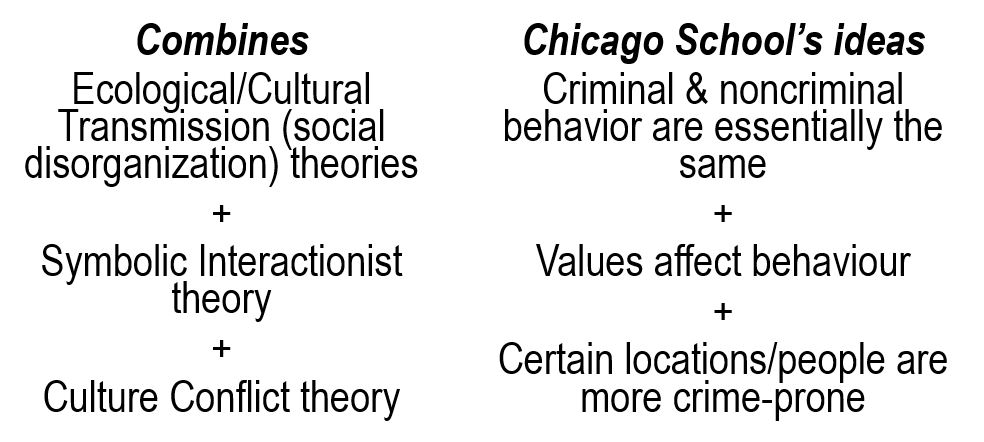 Combines
Ecological/Cultural
Transmission (social
disorganization) theories
+
Symbolic Interactionist
theory
+
Culture Conflict theory
Chicago School’s ideas
Criminal & noncriminal
behavior are essentially the
same
+
Values affect behaviour
+
Certain locations/people are
more crime-prone